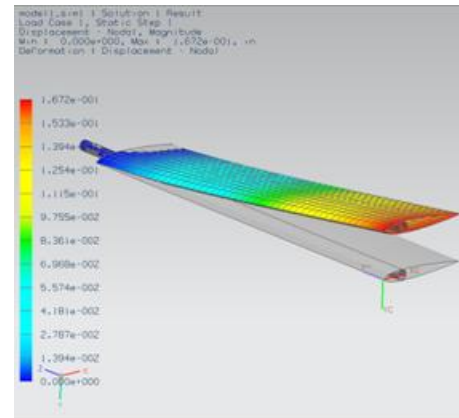 model1.sim1 : Solution 1 Result
Load Case 1, Static Step 1
Displacement - Nodal, Magnitude
Min : 0.000e+000, Max : 1.672e-001, in
Deformation : Displacement - Nodal
1.672e-001
1.533e-001
1.394e-001
1.254e-001
1.115e-001
9.755e-002
8.361e-002
6.968e-002
5.574e-002
4.181e-002
2.787e-002
1.394e-002
0.000e+000